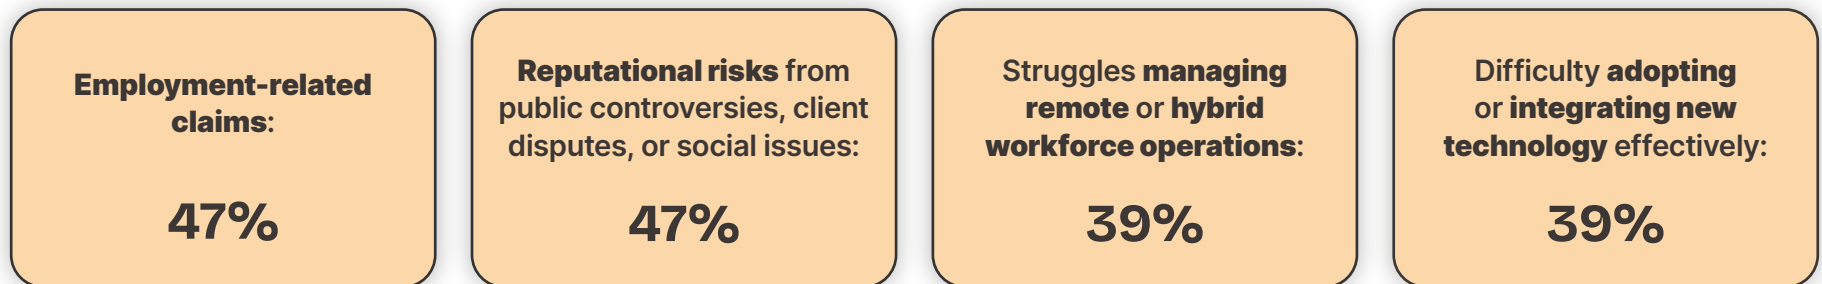 Employment-related
claims:
47%
Reputational risks from
public controversies, client
disputes, or social issues:
47%
Struggles managing
remote or hybrid
workforce operations:
39%
Difficulty adopting
or integrating new
technology effectively:
39%